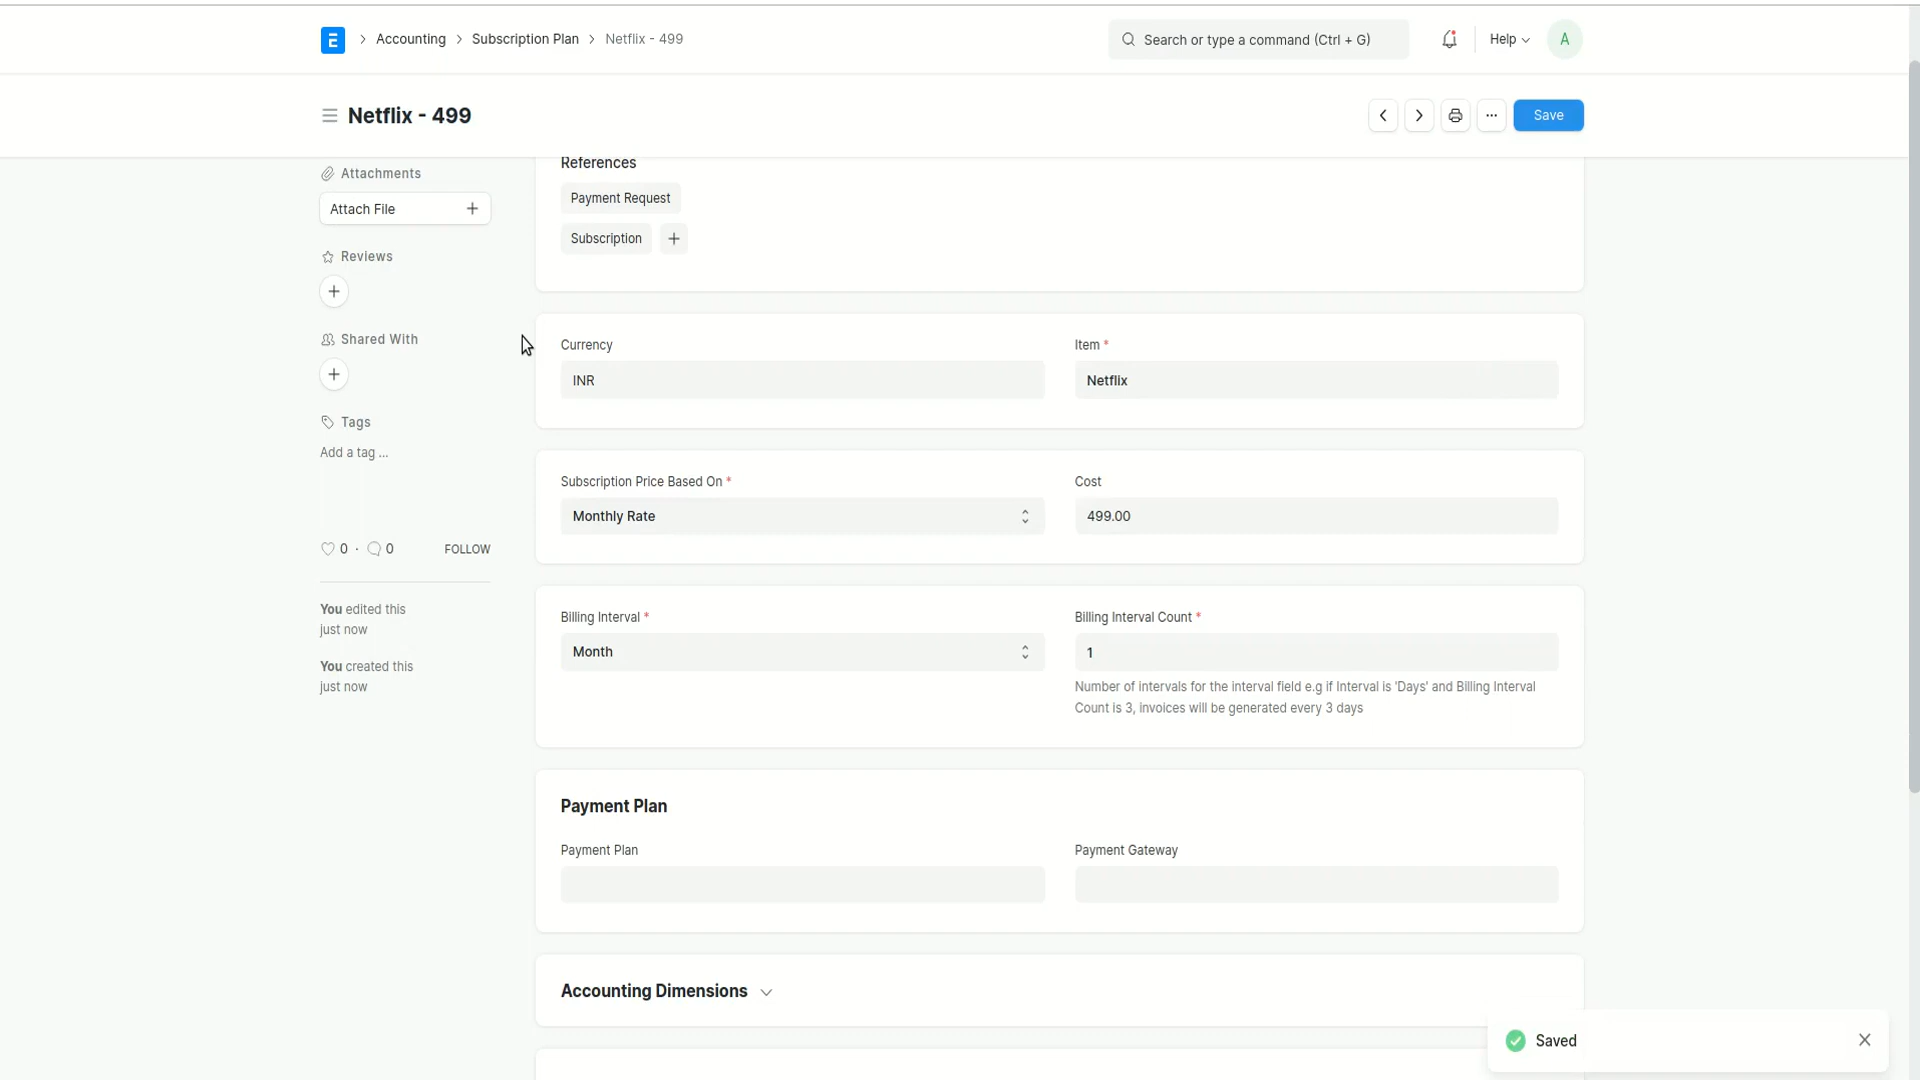 E
Accounting
Subscription Plan
Netflix - 499
Search or type a command (Ctrl + G)
Help
A
Netflix - 499
Save
Attachments
Attach File
Reviews
Shared With
Tags
Add a tag ...
0 · 0
FOLLOW
You edited this
just now
You created this
just now
References
Payment Request
Subscription
Currency
INR
Item *
Netflix
Subscription Price Based On *
Monthly Rate
Cost
499.00
Billing Interval *
Month
Billing Interval Count *
1
Number of intervals for the interval field e.g if Interval is 'Days' and Billing Interval
Count is 3, invoices will be generated every 3 days
Payment Plan
Payment Plan
Payment Gateway
Accounting Dimensions
Saved